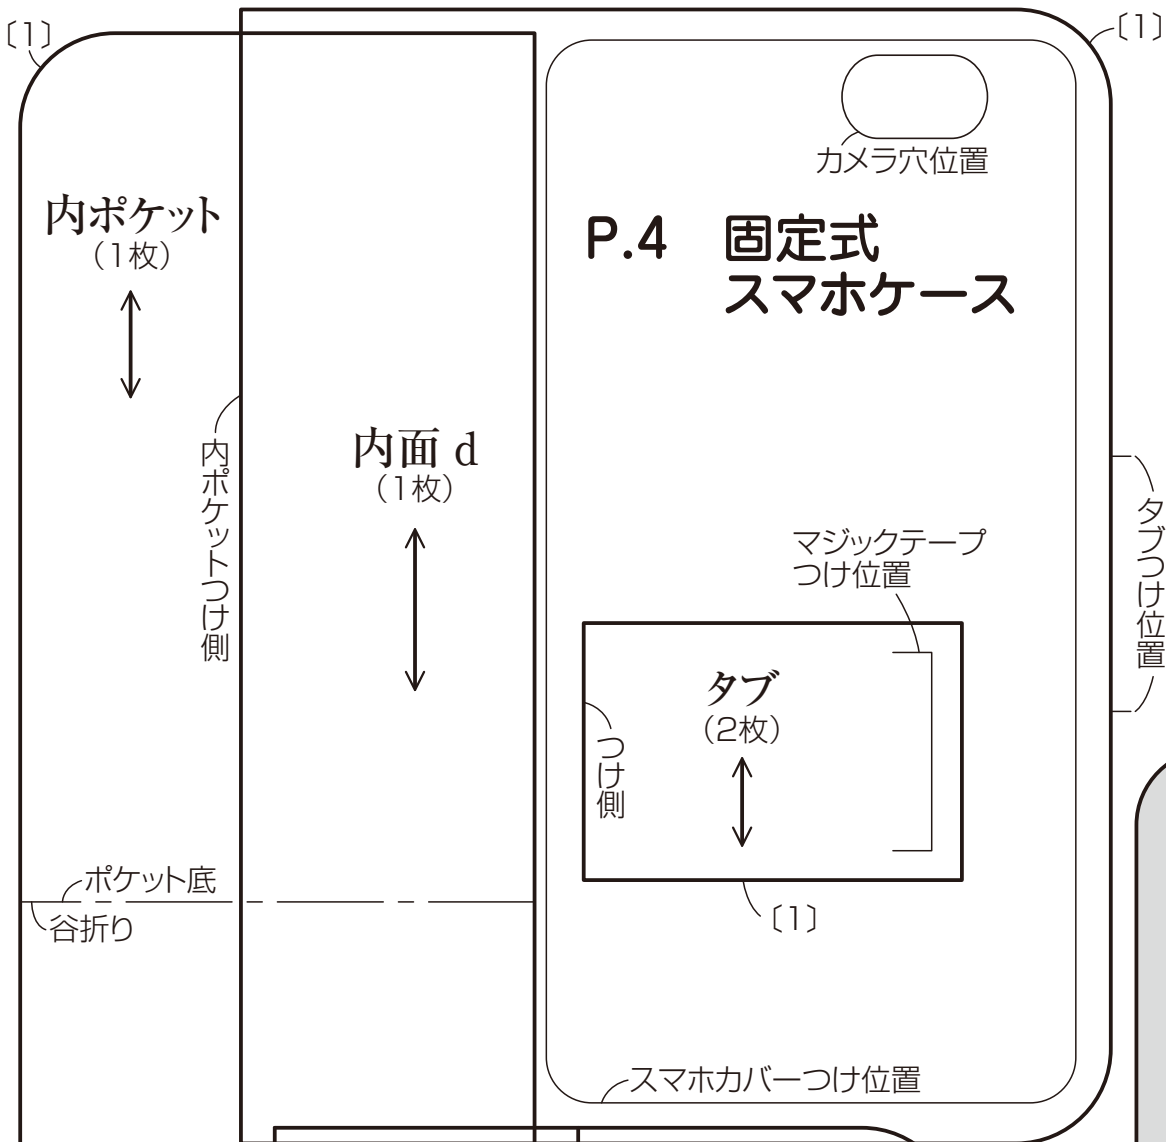 〔1〕
〔1〕
カメラ穴位置
内ポケット
（1枚）
P.4 固定式
スマホケース
内ポケットつけ側
内面 d
（1枚）
タブつけ位置
マジックテープ
つけ位置
タブ
（2枚）
つけ側
〔1〕
ポケット底
谷折り
スマホカバーつけ位置